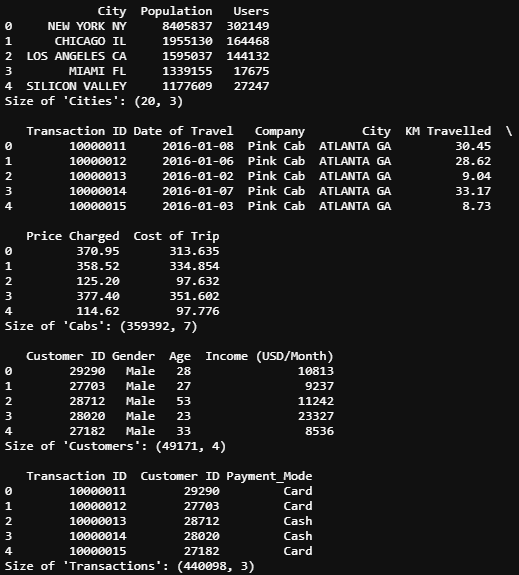 City Population Users
0 NEW YORK NY 8405837 302149
1 CHICAGO IL 1955130 164468
2 LOS ANGELES CA 1595037 144132
3 MIAMI FL 1339155 17675
4 SILICON VALLEY 1177609 27247
Size of 'Cities': (20, 3)
Transaction ID Date of Travel Company City KM Travelled \
0 10000011 2016-01-08 Pink Cab ATLANTA GA 30.45
1 10000012 2016-01-06 Pink Cab ATLANTA GA 28.62
2 10000013 2016-01-02 Pink Cab ATLANTA GA 9.04
3 10000014 2016-01-07 Pink Cab ATLANTA GA 33.17
4 10000015 2016-01-03 Pink Cab ATLANTA GA 8.73
Price Charged Cost of Trip
0 370.95 313.635
1 358.52 334.854
2 125.20 97.632
3 377.40 351.602
4 114.62 97.776
Size of 'Cabs': (359392, 7)
Customer ID Gender Age Income (USD/Month)
0 29290 Male 28 10813
1 27703 Male 27 9237
2 28712 Male 53 11242
3 28020 Male 23 23327
4 27182 Male 33 8536
Size of 'Customers': (49171, 4)
Transaction ID Customer ID Payment_Mode
0 10000011 29290 Card
1 10000012 27703 Card
2 10000013 28712 Cash
3 10000014 28020 Cash
4 10000015 27182 Card
Size of 'Transactions': (440098, 3)